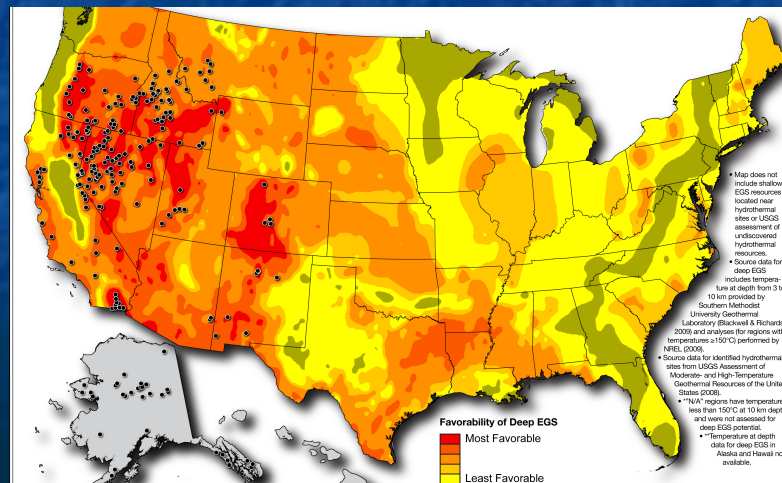 • Map does not
include shallow
EGS resources
located near
hydrothermal
sites or USGS
assessment of
undiscovered
hydrothermal
resources.
• Source data for
deep EGS
includes tempera-
ture at depth from 3 to
10 km provided by
Southern Methodist
University Geothermal
Laboratory (Blackwell & Richards,
2009) and analyses (for regions with
temperatures ≥150°C) performed by
NREL (2009).
• Source data for identified hydrothermal
sites from USGS Assessment of
Moderate- and High-Temperature
Geothermal Resources of the United
States (2008).
• "N/A" regions have temperatures
less than 150°C at 10 km depth
and were not assessed for
deep EGS potential.
• **Temperature at depth
data for deep EGS in
Alaska and Hawaii not
available.
Favorability of Deep EGS
Most Favorable
Least Favorable